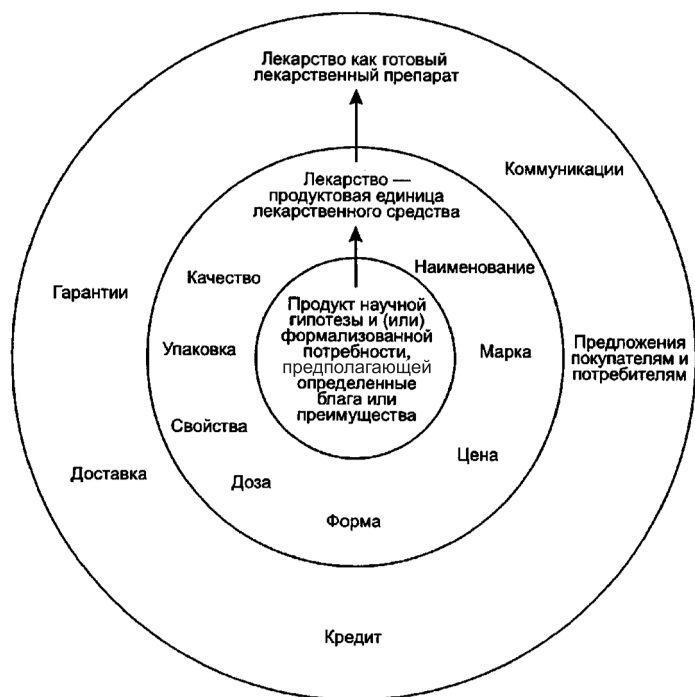 Лекарство как готовый
лекарственный препарат
Коммуникации
Лекарство —
продуктовая единица
лекарственного средства
Качество
Наименование
Гарантии
Продукт научной
гипотезы и (или)
формализованной
потребности,
предполагающей
определенные
блага или
преимущества
Упаковка
Марка
Предложения
покупателям и
потребителям
Свойства
Цена
Доставка
Доза
Форма
Кредит